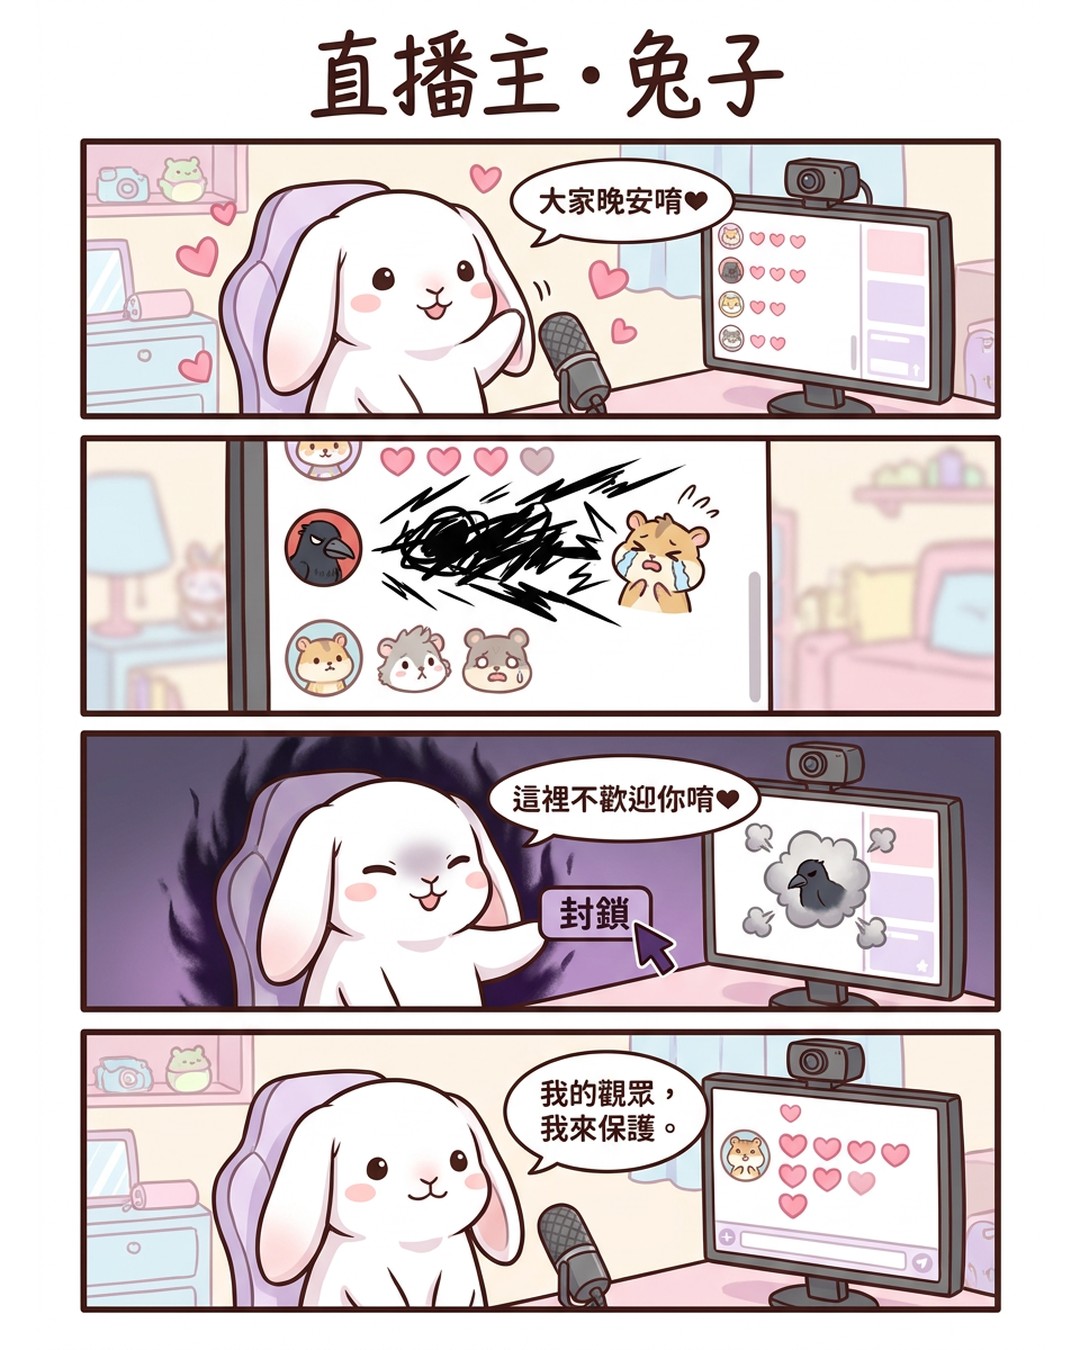 直播主·兔子
大家晚安唷♥
這裡不歡迎你唷♥
封鎖
我的觀眾，
我來保護。